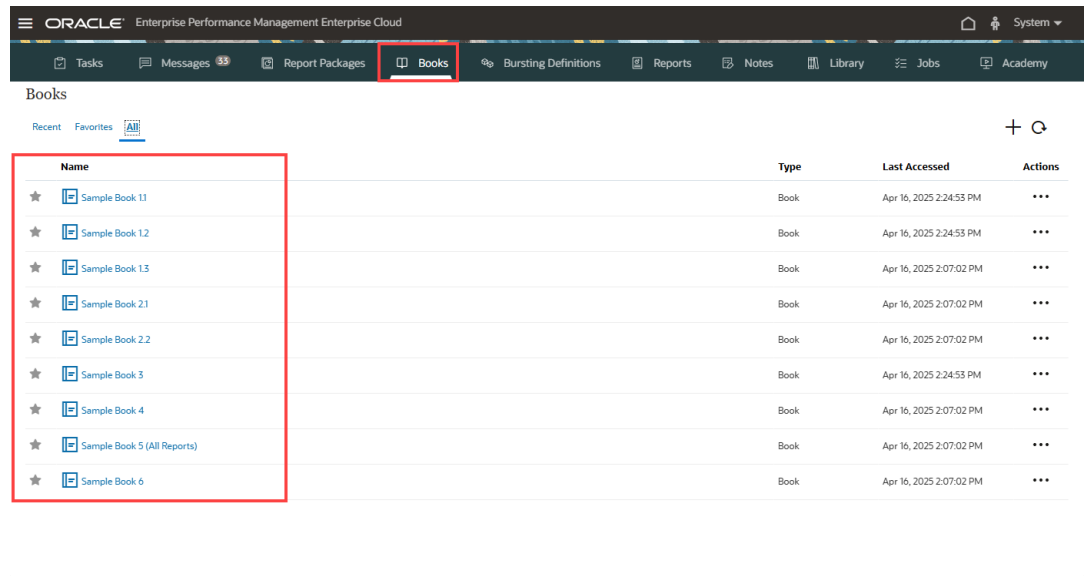 ORACLE Enterprise Performance Management Enterprise Cloud System
Tasks Messages 33 Report Packages Books Bursting Definitions Reports Notes Library Jobs Academy
Books
Recent Favorites All
Name Type Last Accessed Actions
Sample Book 1.1 Book Apr 16, 2025 2:24:53 PM
Sample Book 1.2 Book Apr 16, 2025 2:24:53 PM
Sample Book 1.3 Book Apr 16, 2025 2:07:02 PM
Sample Book 2.1 Book Apr 16, 2025 2:07:02 PM
Sample Book 2.2 Book Apr 16, 2025 2:07:02 PM
Sample Book 3 Book Apr 16, 2025 2:24:53 PM
Sample Book 4 Book Apr 16, 2025 2:07:02 PM
Sample Book 5 (All Reports) Book Apr 16, 2025 2:07:02 PM
Sample Book 6 Book Apr 16, 2025 2:07:02 PM